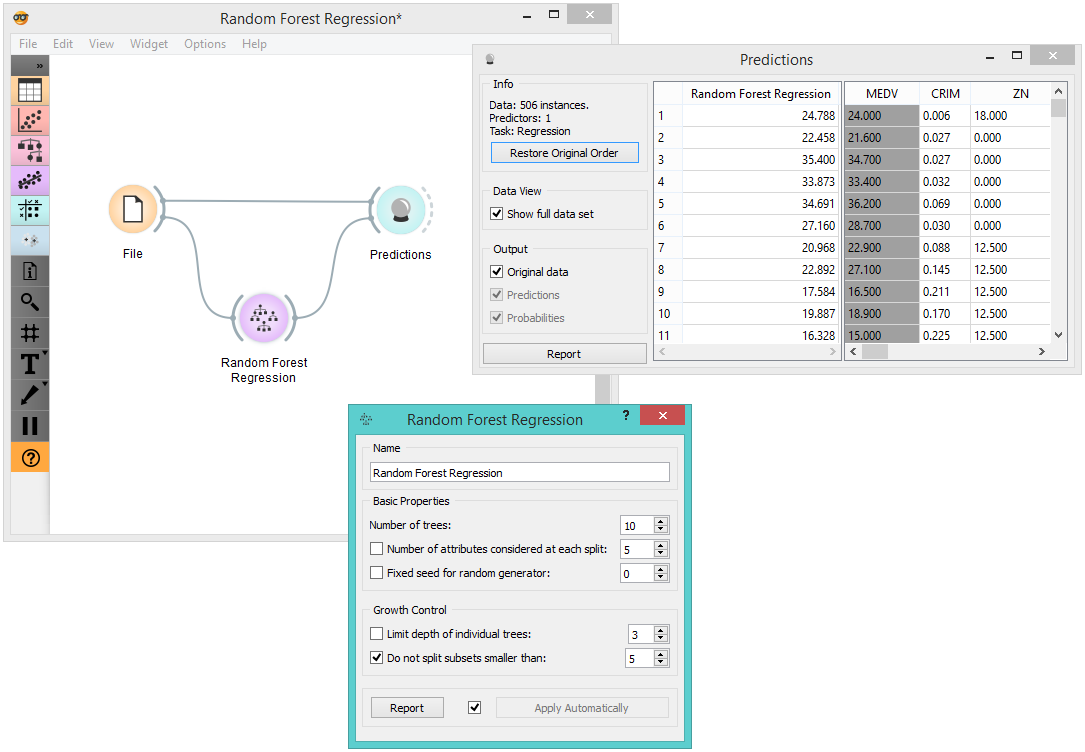 Random Forest Regression*
File Edit View Widget Options Help
»
File
Predictions
Random Forest Regression
Predictions
Info
Data: 506 instances.
Predictors: 1
Task: Regression
Restore Original Order
Data View
Show full data set
Output
Original data
Predictions
Probabilities
Report
Random Forest Regression MEDV CRIM ZN
1 24.788 24.000 0.006 18.000
2 22.458 21.600 0.027 0.000
3 35.400 34.700 0.027 0.000
4 33.873 33.400 0.032 0.000
5 34.691 36.200 0.069 0.000
6 27.160 28.700 0.030 0.000
7 20.968 22.900 0.088 12.500
8 22.892 27.100 0.145 12.500
9 17.584 16.500 0.211 12.500
10 19.887 18.900 0.170 12.500
11 16.328 15.000 0.225 12.500
Random Forest Regression ?
Name
Random Forest Regression
Basic Properties
Number of trees: 10
Number of attributes considered at each split: 5
Fixed seed for random generator: 0
Growth Control
Limit depth of individual trees: 3
Do not split subsets smaller than: 5
Report Apply Automatically